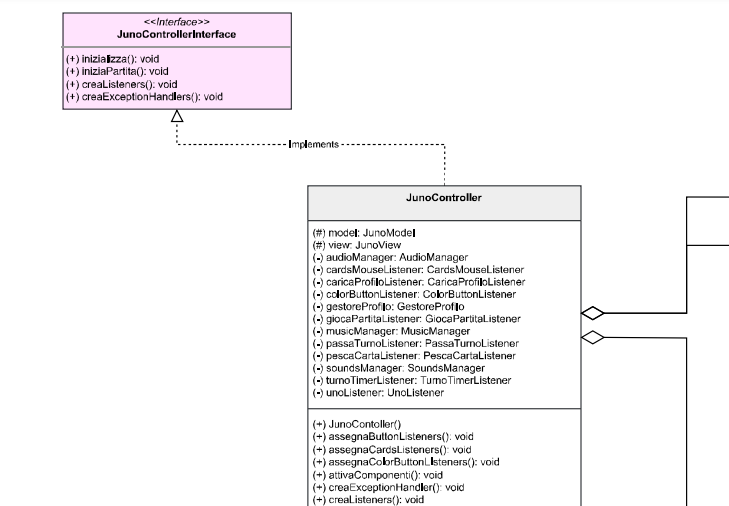 <<Interface>>
JunoControllerInterface
(+) inizializza(): void
(+) iniziaPartita(): void
(+) creaListeners(): void
(+) creaExceptionHandlers(): void
Implements
JunoController
(#) model: JunoModel
(#) view: JunoView
(-) audioManager: AudioManager
(-) cardsMouseListener: CardsMouseListener
(-) caricaProfiloListener: CaricaProfiloListener
(-) colorButtonListener: ColorButtonListener
(-) gestoreProfilo: GestoreProfilo
(-) giocaPartitaListener: GiocaPartitaListener
(-) musicManager: MusicManager
(-) passaTurnoListener: PassaTurnoListener
(-) pescaCartaListener: PescaCartaListener
(-) soundsManager: SoundsManager
(-) turnoTimerListener: TurnoTimerListener
(-) unoListener: UnoListener
(+) JunoContoller()
(+) assegnaButtonListeners(): void
(+) assegnaCardsListeners(): void
(+) assegnaColorButtonListeners(): void
(+) attivaComponenti(): void
(+) creaExceptionHandler(): void
(+) creaListeners(): void